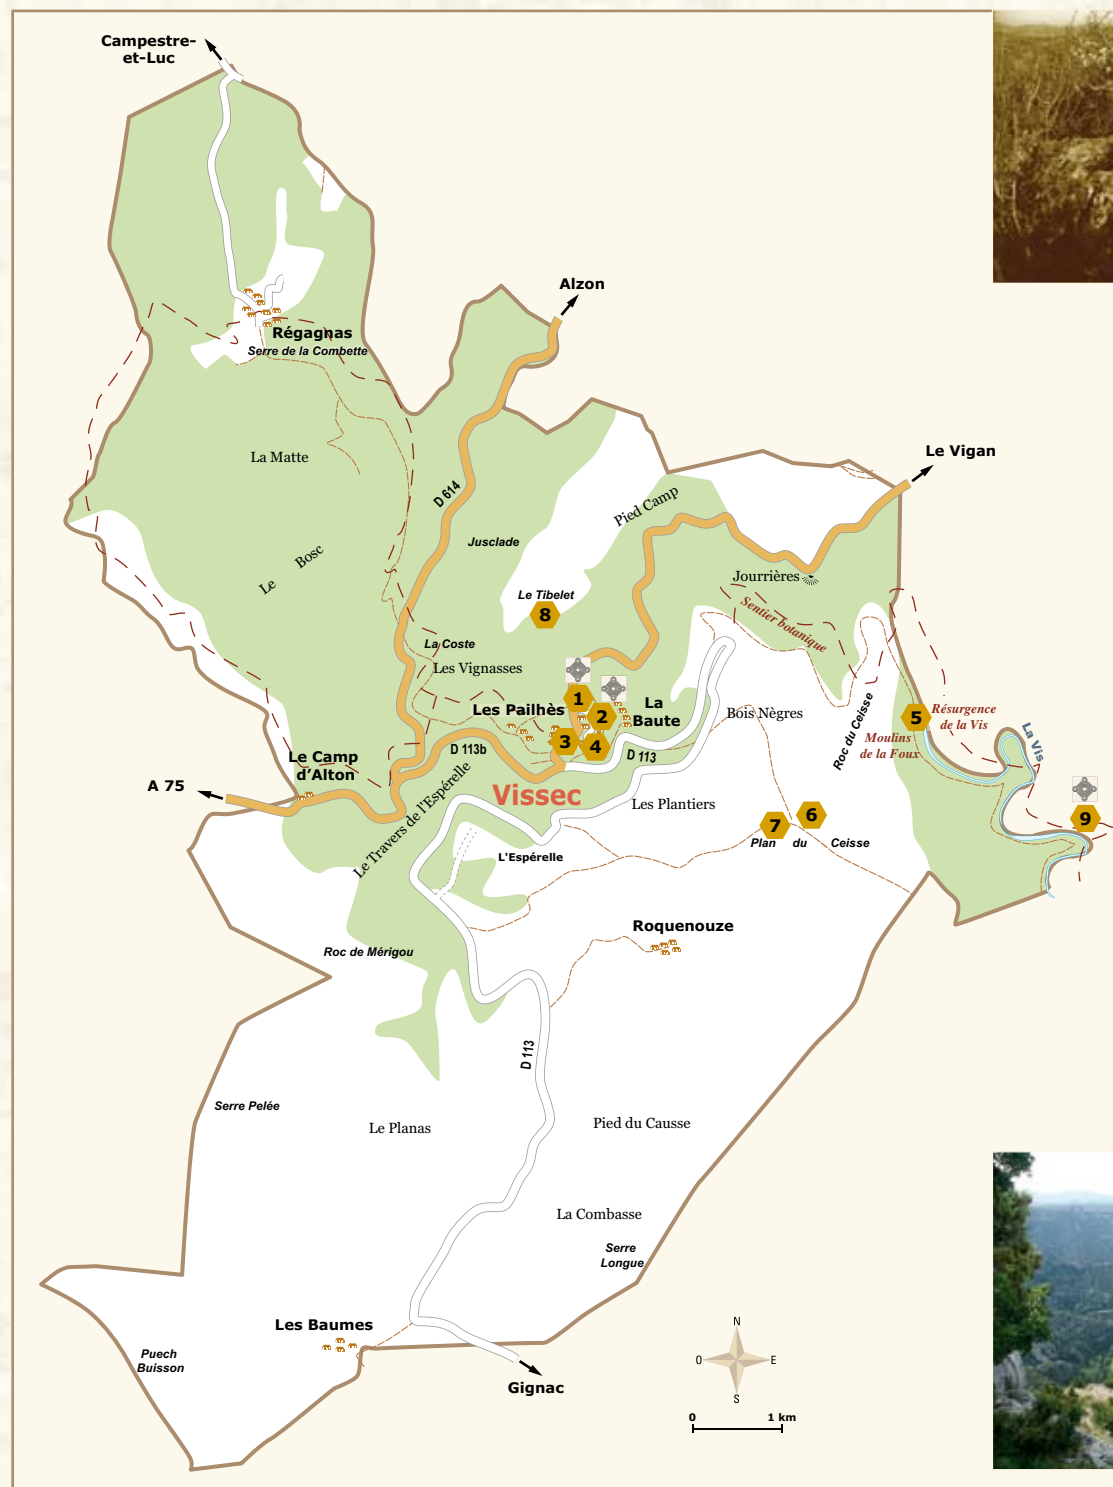 Campestre-
et-Luc
Alzon
Régagnas
Serre de la Combette
La Matte
Le Vigan
D 614
Pied Camp
Jusclade
Le Bosc
Jourrières
Le Tibelet
8
Sentier botanique
La Coste
Les Vignasses
1
2
La
Baute
Les Pailhès
3
4
Bois Nègres
5
Résurgence
de la Vis
Moulins
de la Foux
Roc du Ceisse
La Vis
D 113b
D 113
Le Camp
d'Alton
A 75
Vissec
Les Plantiers
Le Travers de l'Espérelle
6
7
9
Plan du Ceisse
L'Espérelle
Roquenouze
Roc de Mérigou
D 113
Serre Pelée
Le Planas
Pied du Causse
La Combasse
Serre
Longue
Les Baumes
Puech
Buisson
Gignac
N
O
E
S
0
1 km